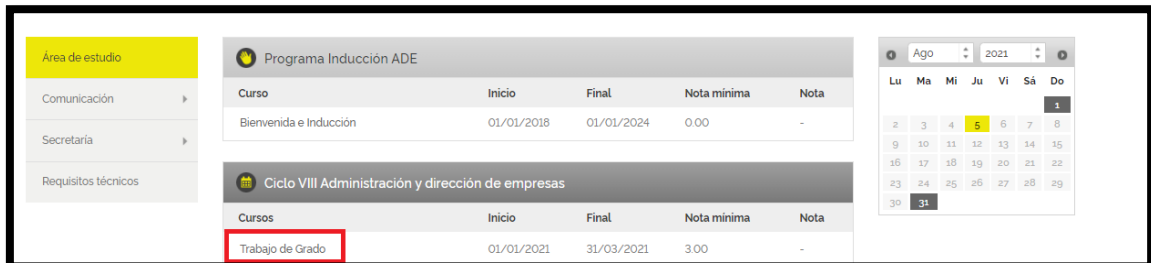 Área de estudio
Comunicación
Secretaría
Requisitos técnicos
Programa Inducción ADE
Curso Inicio Final Nota mínima Nota
Bienvenida e Inducción 01/01/2018 01/01/2024 0.00 -
Ciclo VIII Administración y dirección de empresas
Cursos Inicio Final Nota mínima Nota
Trabajo de Grado 01/01/2021 31/03/2021 3.00 -
Ago 2021
Lu Ma Mi Ju Vi Sá Do
1
2 3 4 5 6 7 8
9 10 11 12 13 14 15
16 17 18 19 20 21 22
23 24 25 26 27 28 29
30 31